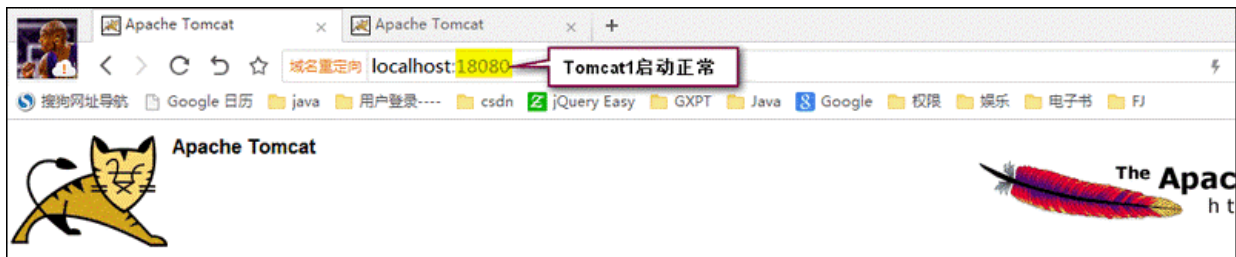 Apache Tomcat × Apache Tomcat × +
域名重定向 localhost:18080 Tomcat1启动正常
搜狗网址导航 Google 日历 java 用户登录---- csdn jQuery Easy GXPT Java Google 权限 娱乐 电子书 FJ
Apache Tomcat
The Apac
ht